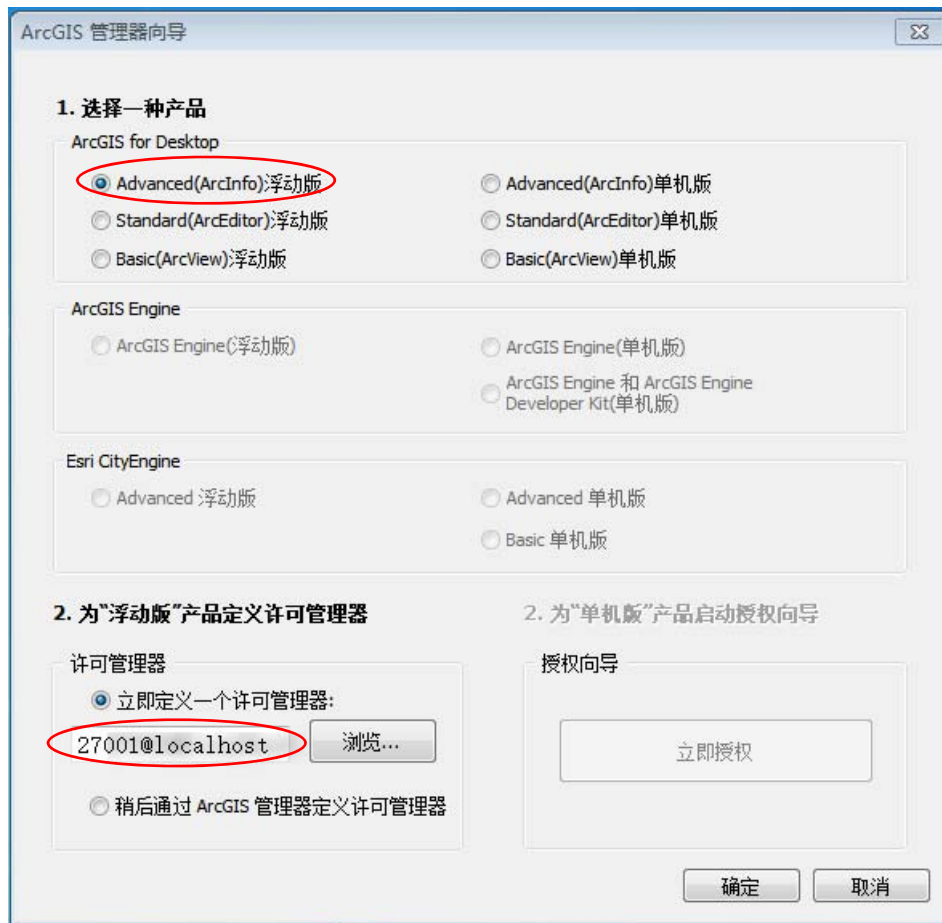 ArcGIS 管理器向导
1. 选择一种产品
ArcGIS for Desktop
Advanced(ArcInfo)浮动版
Advanced(ArcInfo)单机版
Standard(ArcEditor)浮动版
Standard(ArcEditor)单机版
Basic(ArcView)浮动版
Basic(ArcView)单机版
ArcGIS Engine
ArcGIS Engine(浮动版)
ArcGIS Engine(单机版)
ArcGIS Engine 和 ArcGIS Engine
Developer Kit(单机版)
Esri CityEngine
Advanced 浮动版
Advanced 单机版
Basic 单机版
2. 为“浮动版”产品定义许可管理器
许可管理器
立即定义一个许可管理器:
27001@localhost
浏览...
稍后通过 ArcGIS 管理器定义许可管理器
2. 为“单机版”产品启动授权向导
授权向导
立即授权
确定
取消